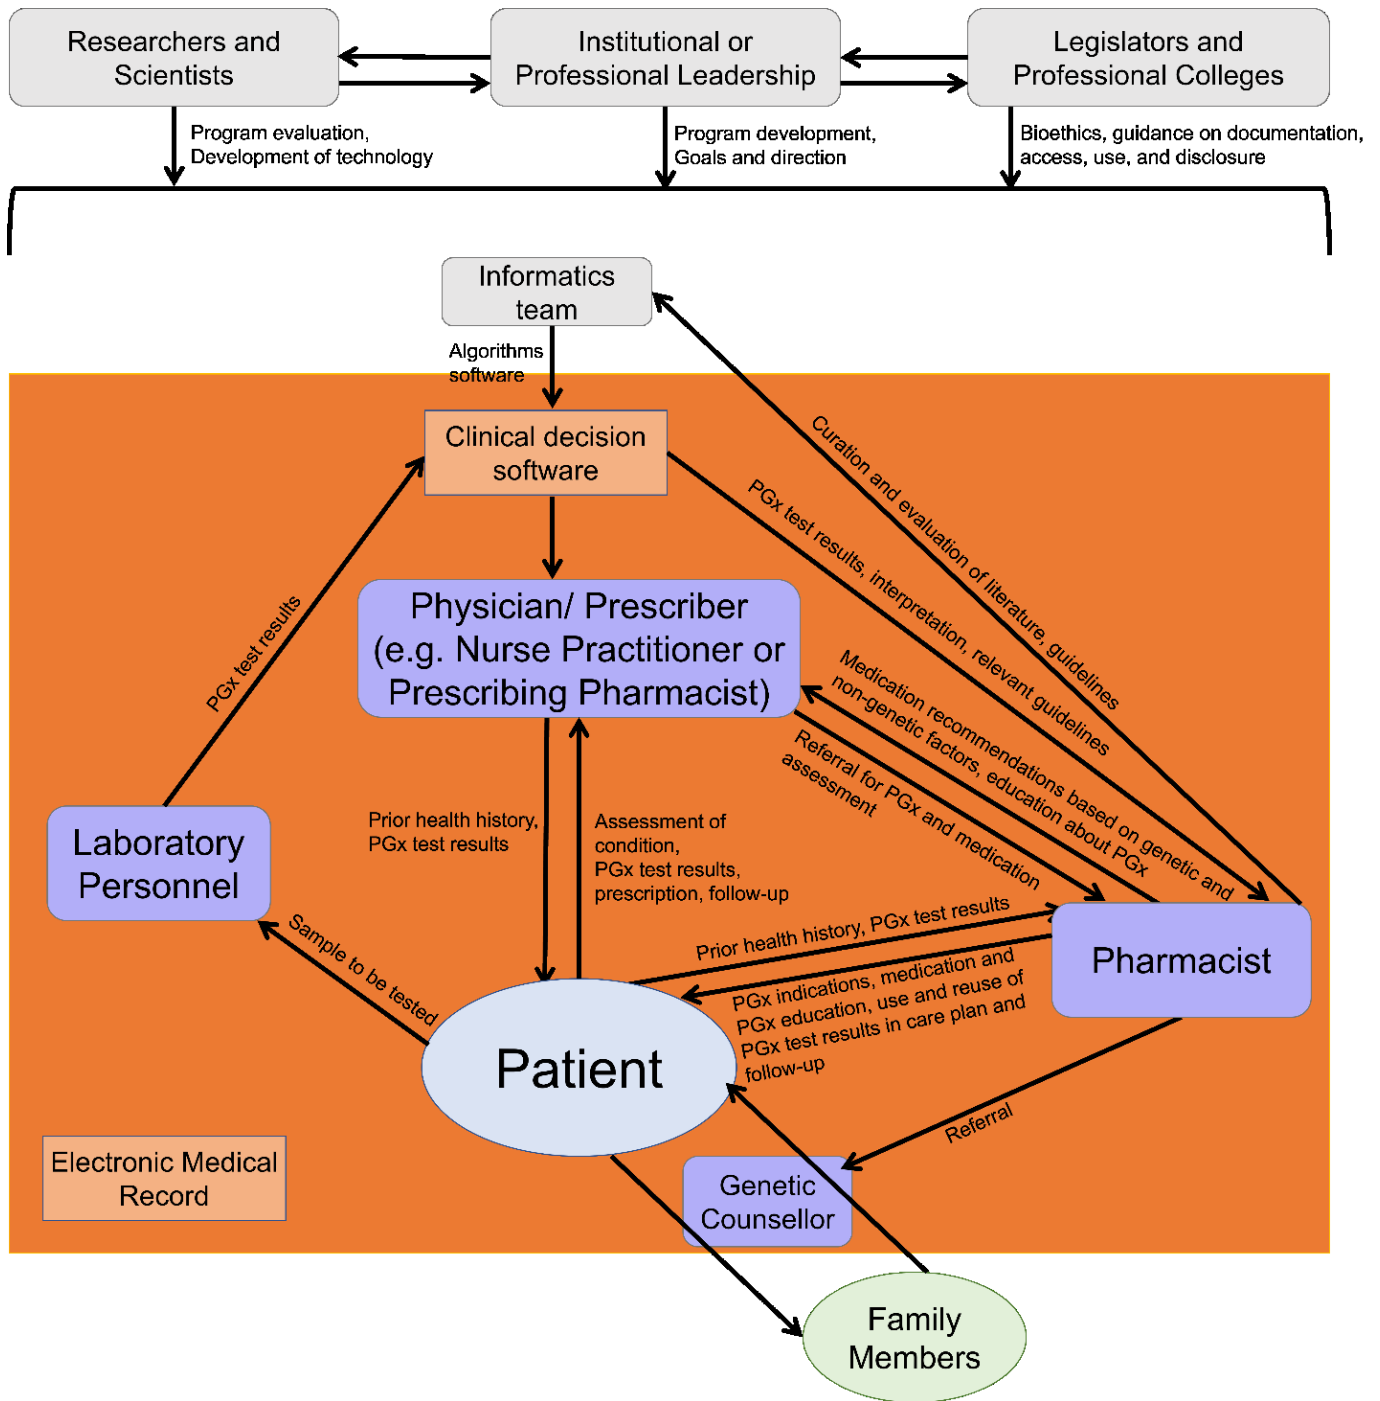 Researchers and
Scientists
Institutional or
Professional Leadership
Legislators and
Professional Colleges
Program evaluation,
Development of technology
Program development,
Goals and direction
Bioethics, guidance on documentation,
access, use, and disclosure
Informatics
team
Algorithms
software
Clinical decision
software
Curation and evaluation of literature, guidelines
PGx test results, interpretation, relevant guidelines
PGx test results
Physician/ Prescriber
(e.g. Nurse Practitioner or
Prescribing Pharmacist)
Medication recommendations based on genetic and
non-genetic factors, education about PGx
Referral for PGx and medication
assessment
Laboratory
Personnel
Prior health history,
PGx test results
Assessment of
condition,
PGx test results,
prescription, follow-up
Sample to be tested
Prior health history, PGx test results
Pharmacist
PGx indications, medication and
PGx education, use and reuse of
PGx test results in care plan and
follow-up
Patient
Referral
Electronic Medical
Record
Genetic
Counsellor
Family
Members